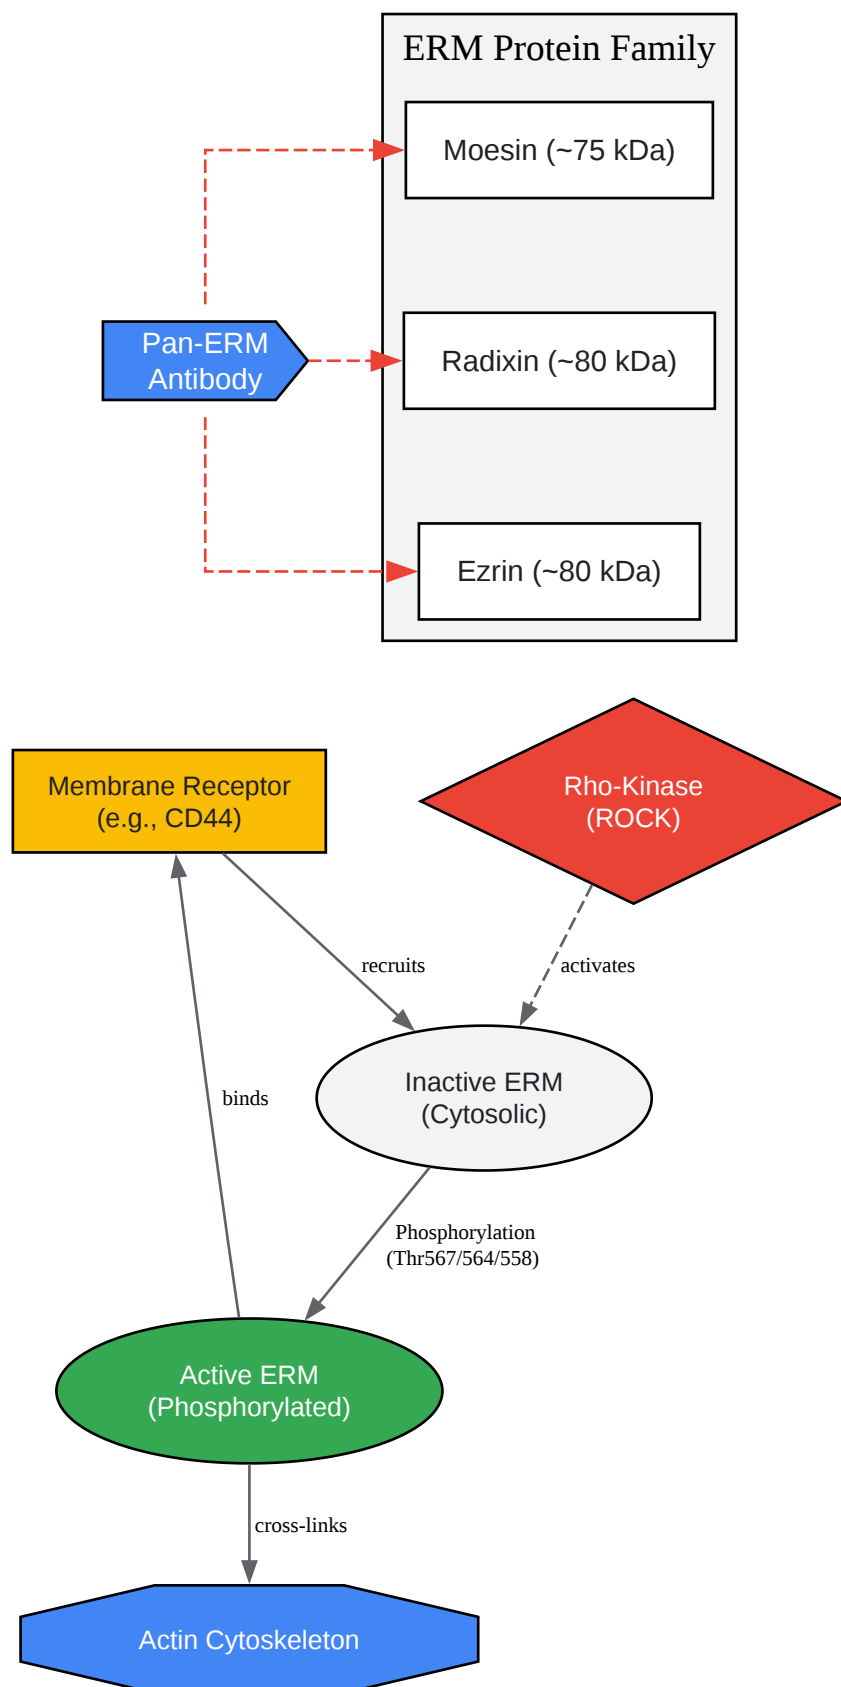 ERM Protein Family
Moesin (~75 kDa)
Pan-ERM
Antibody
Radixin (~80 kDa)
Ezrin (~80 kDa)
Membrane Receptor
(e.g., CD44)
Rho-Kinase
(ROCK)
recruits
activates
Inactive ERM
(Cytosolic)
binds
Phosphorylation
(Thr567/564/558)
Active ERM
(Phosphorylated)
cross-links
Actin Cytoskeleton